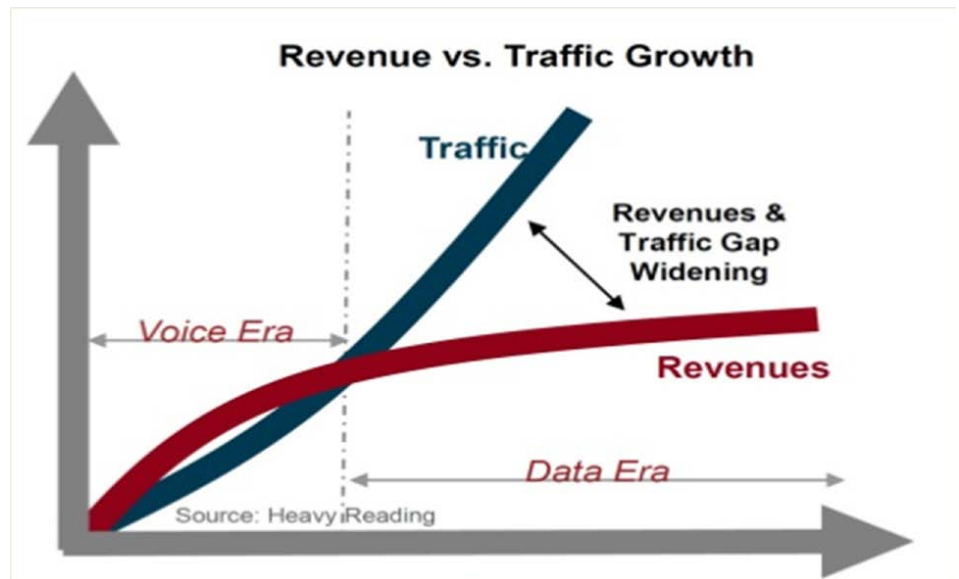 Revenue vs. Traffic Growth
Traffic
Revenues &
Traffic Gap
Widening
Voice Era
Revenues
Data Era
Source: Heavy Reading